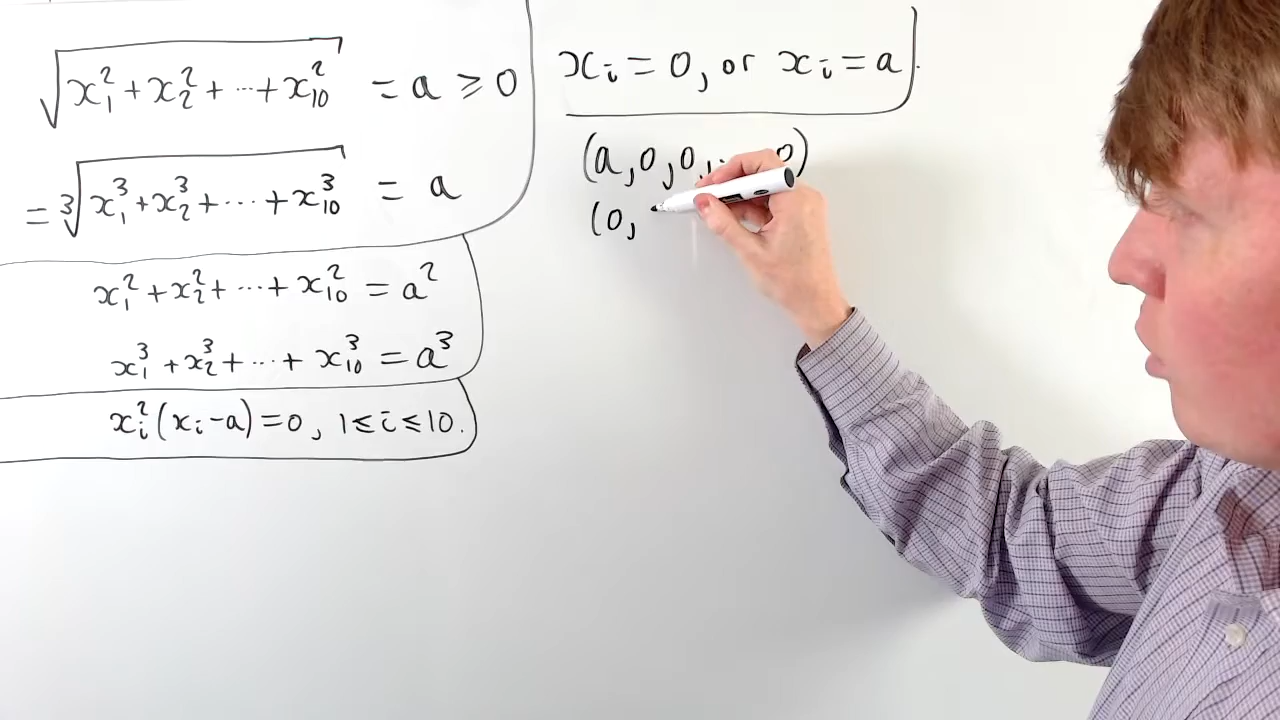 √(x₁² + x₂² + ··· + x₁₀²) = a ≥ 0
= ∛(x₁³ + x₂³ + ··· + x₁₀³) = a
x₁² + x₂² + ··· + x₁₀² = a²
x₁³ + x₂³ + ··· + x₁₀³ = a³
xᵢ²(xᵢ - a) = 0, 1 ≤ i ≤ 10.
xᵢ = 0, or xᵢ = a.
(a, 0, 0, 0)
(0,